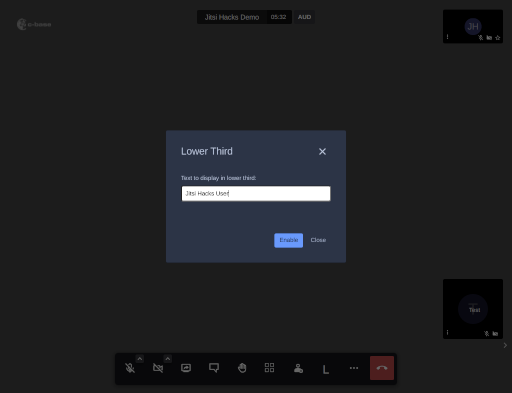 Jitsi Hacks Demo 05:32 AUD
JH
Lower Third
Text to display in lower third:
Jitsi Hacks User
Enable Close
Test
L